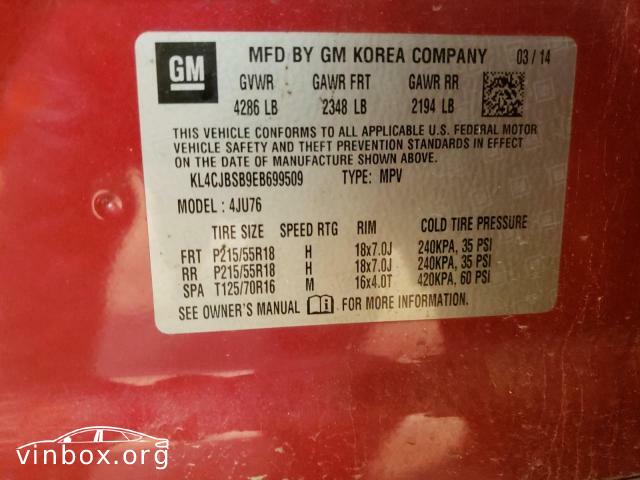 GM
MFD BY GM KOREA COMPANY 03 / 14
GVWR GAWR FRT GAWR RR
4286 LB 2348 LB 2194 LB
THIS VEHICLE CONFORMS TO ALL APPLICABLE U.S. FEDERAL MOTOR
VEHICLE SAFETY AND THEFT PREVENTION STANDARDS IN EFFECT
ON THE DATE OF MANUFACTURE SHOWN ABOVE.
KL4CJBSB9EB699509 TYPE: MPV
MODEL : 4JU76
TIRE SIZE SPEED RTG RIM COLD TIRE PRESSURE
FRT P215/55R18 H 18x7.0J 240KPA, 35 PSI
RR P215/55R18 H 18x7.0J 240KPA, 35 PSI
SPA T125/70R16 M 16x4.0T 420KPA, 60 PSI
SEE OWNER'S MANUAL FOR MORE INFORMATION.
vinbox.org